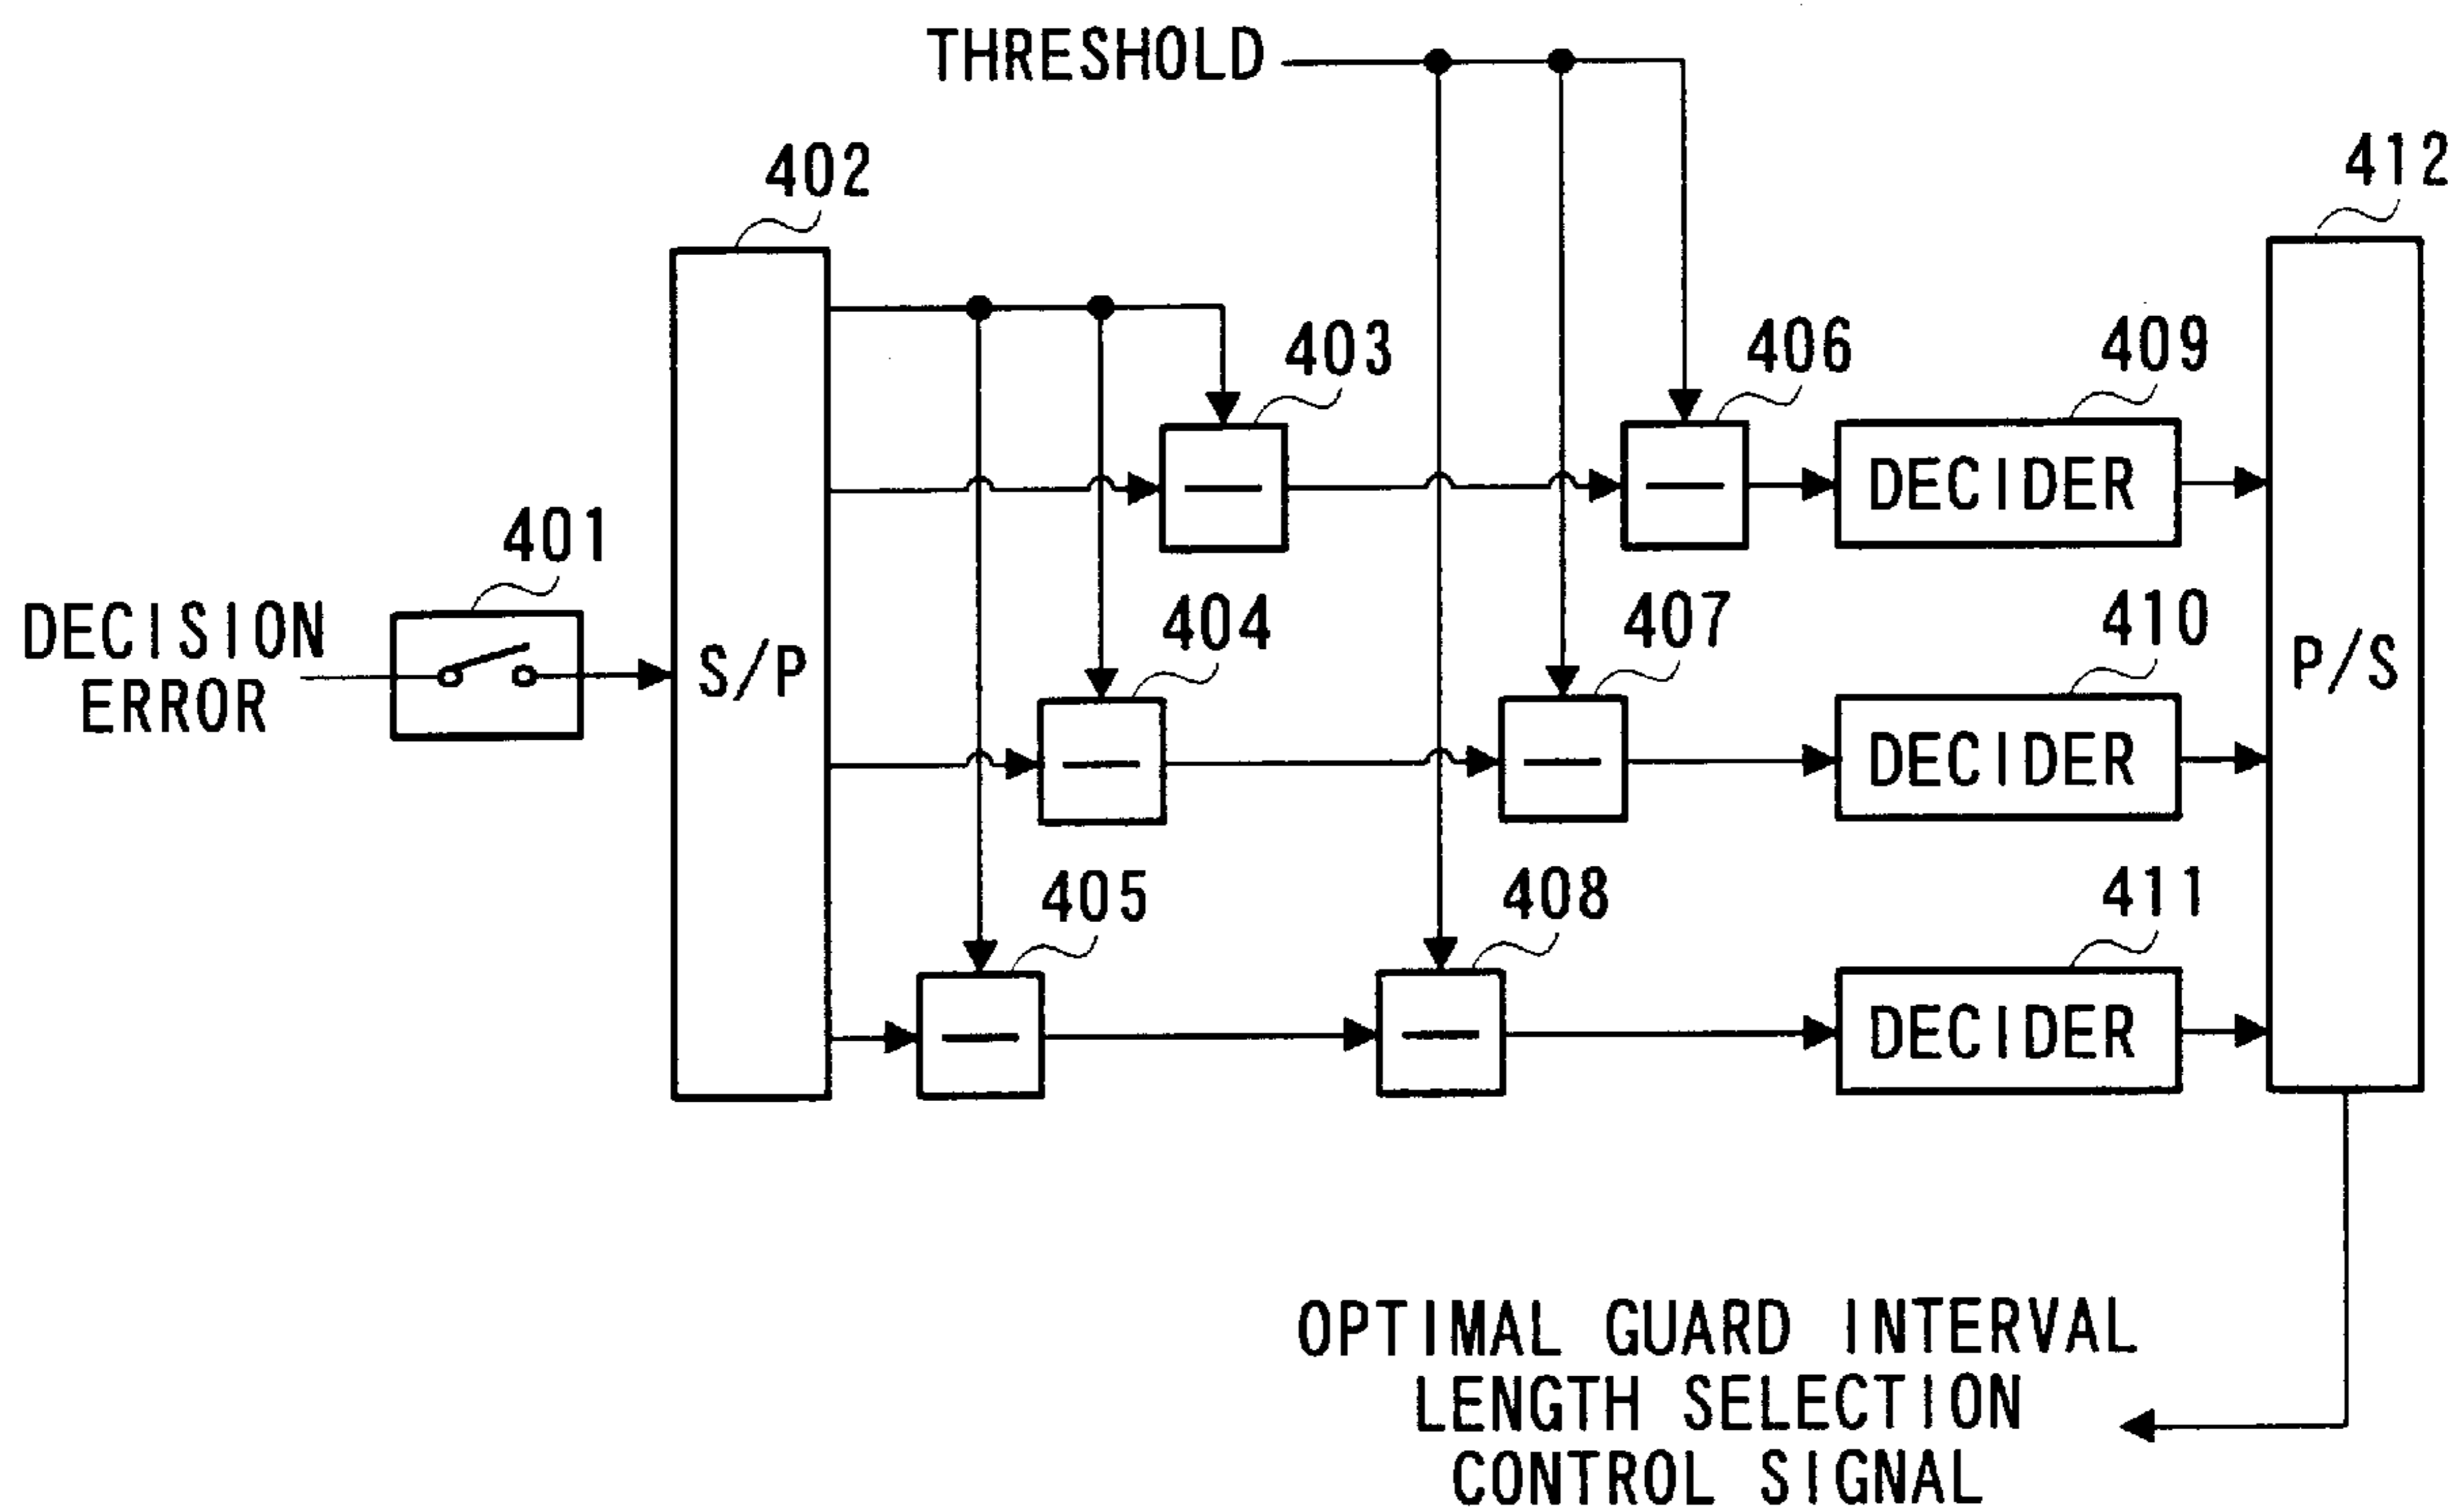 THRESHOLD
402
412
403
406
409
401
DECISION
ERROR
S/P
DECIDER
404
407
410
P/S
DECIDER
405
408
411
DECIDER
OPTIMAL GUARD INTERVAL
LENGTH SELECTION
CONTROL SIGNAL